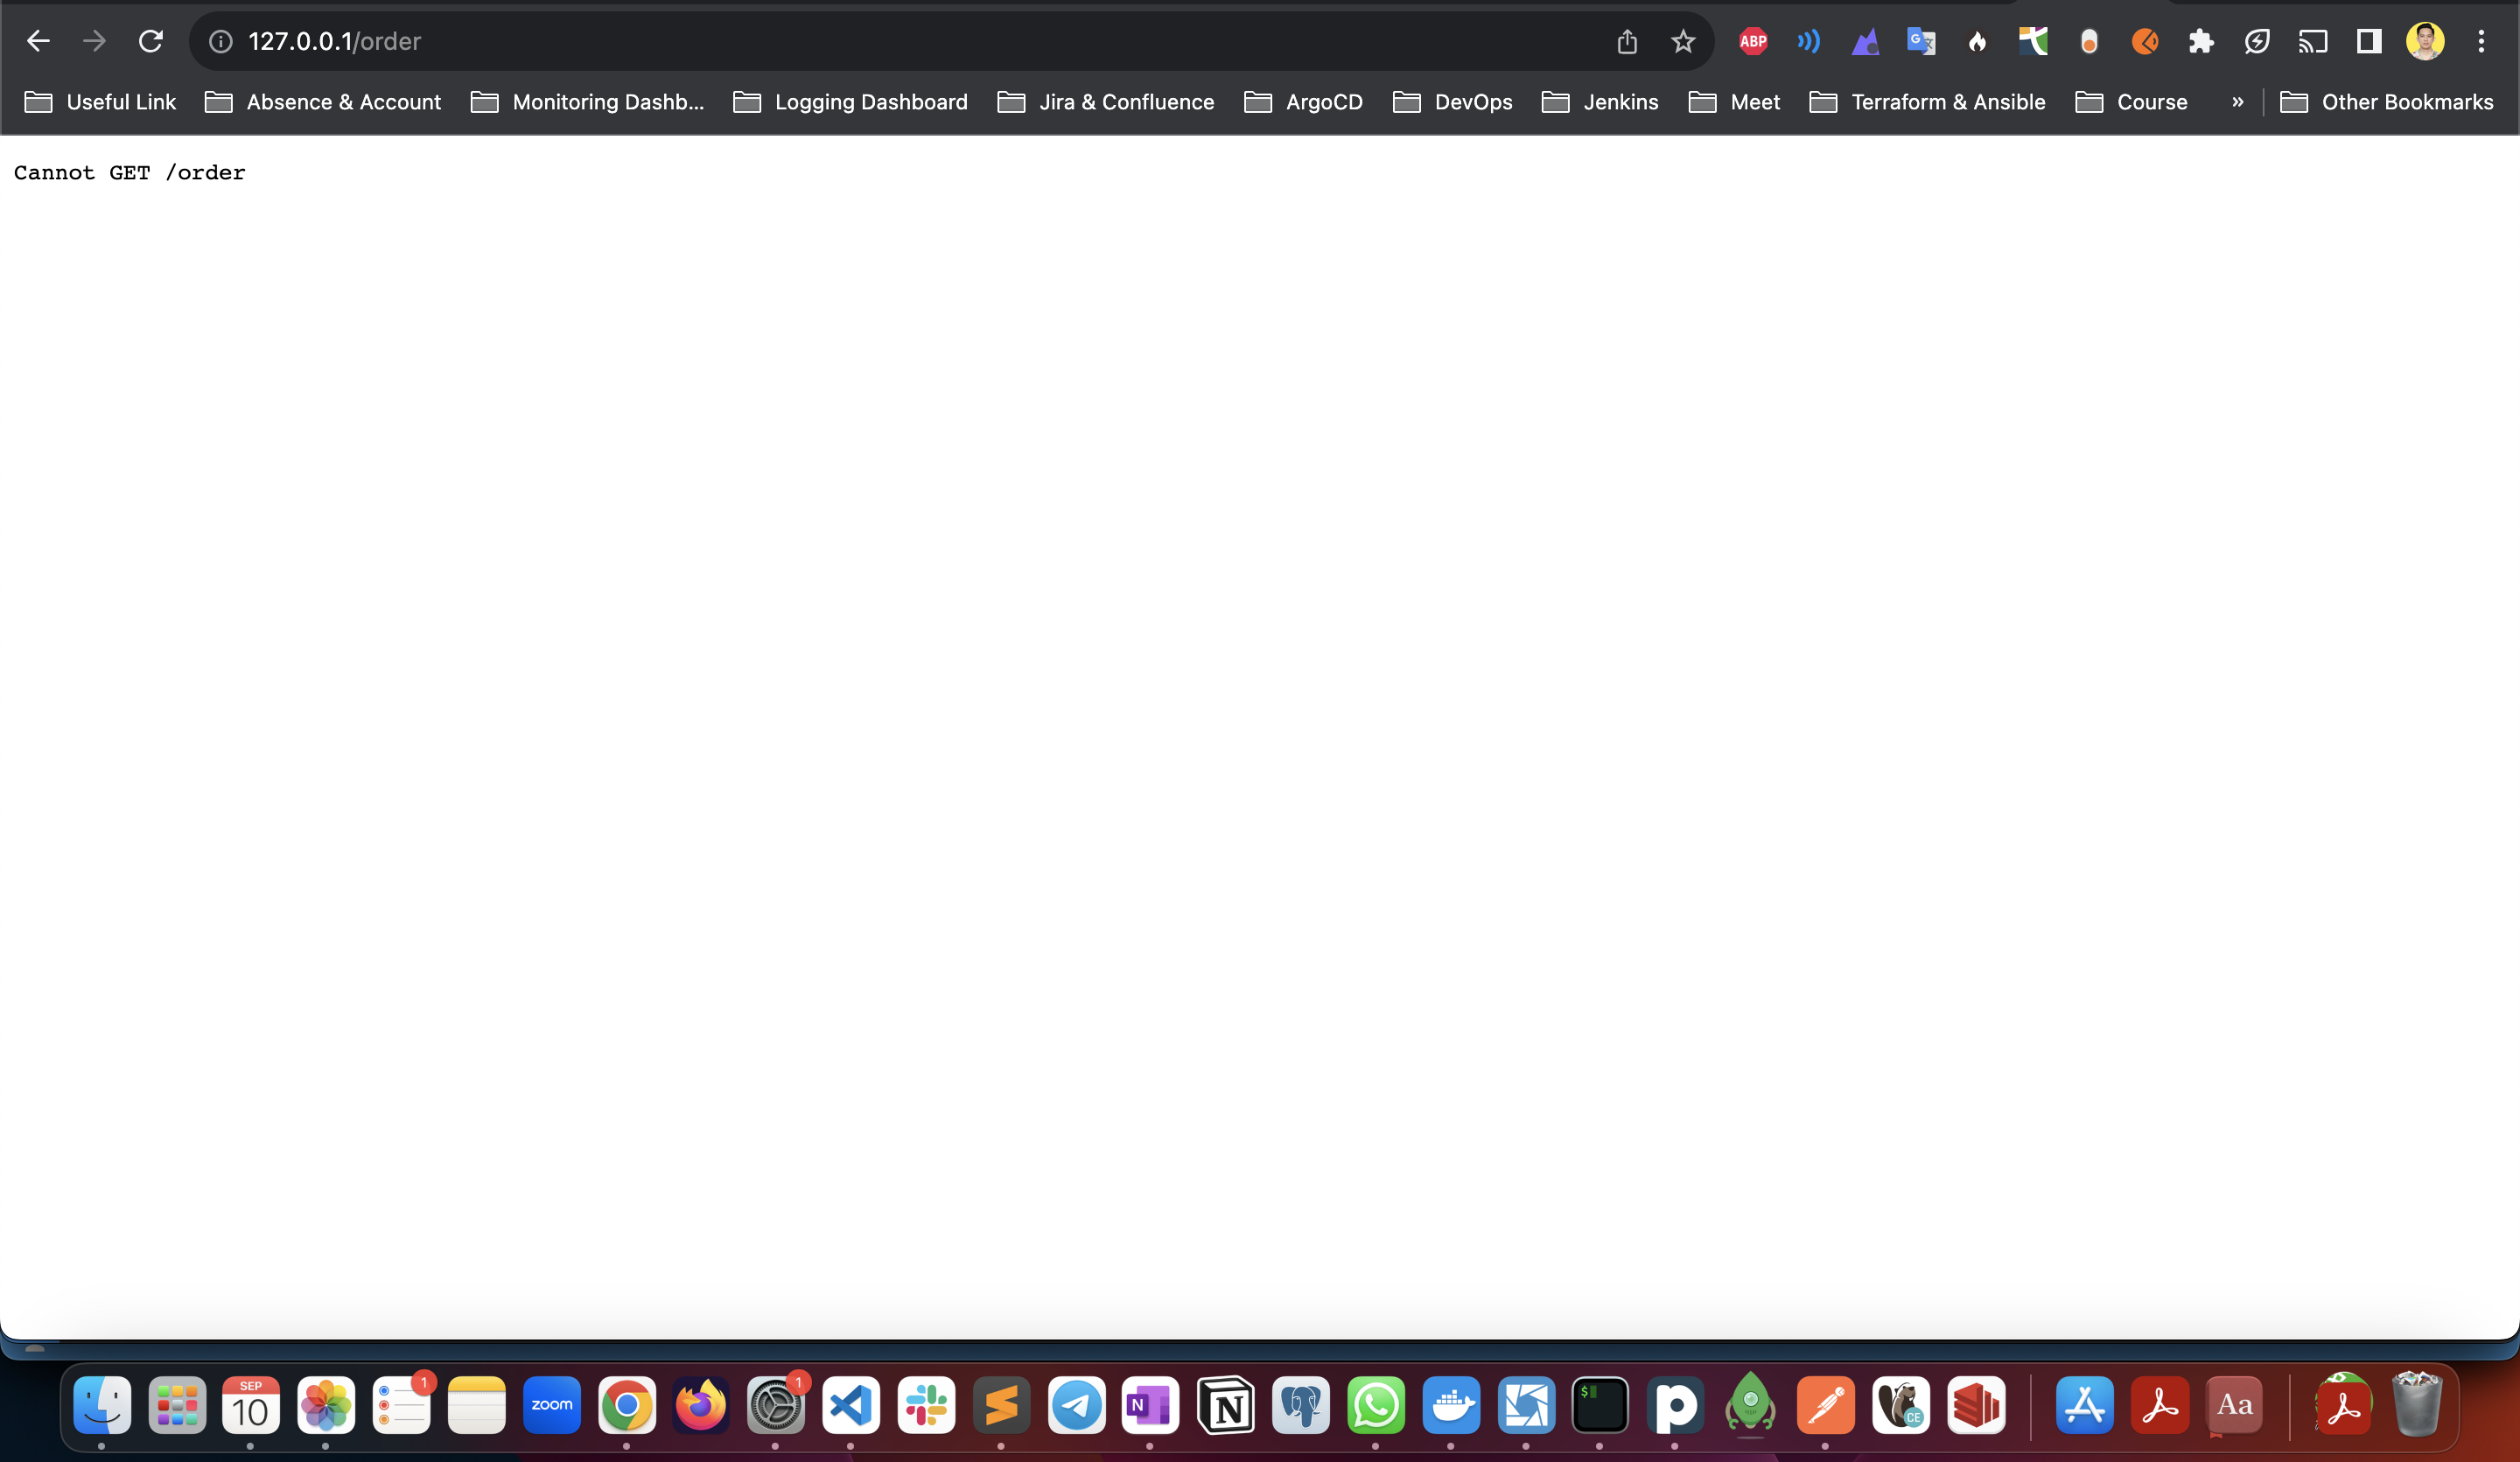 127.0.0.1/order
ABP
G
Useful Link
Absence & Account
Monitoring Dashb...
Logging Dashboard
Jira & Confluence
ArgoCD
DevOps
Jenkins
Meet
Terraform & Ansible
Course
»
Other Bookmarks
Cannot GET /order
SEP
10
1
zoom
1
N
N
$
p
CE
Aa